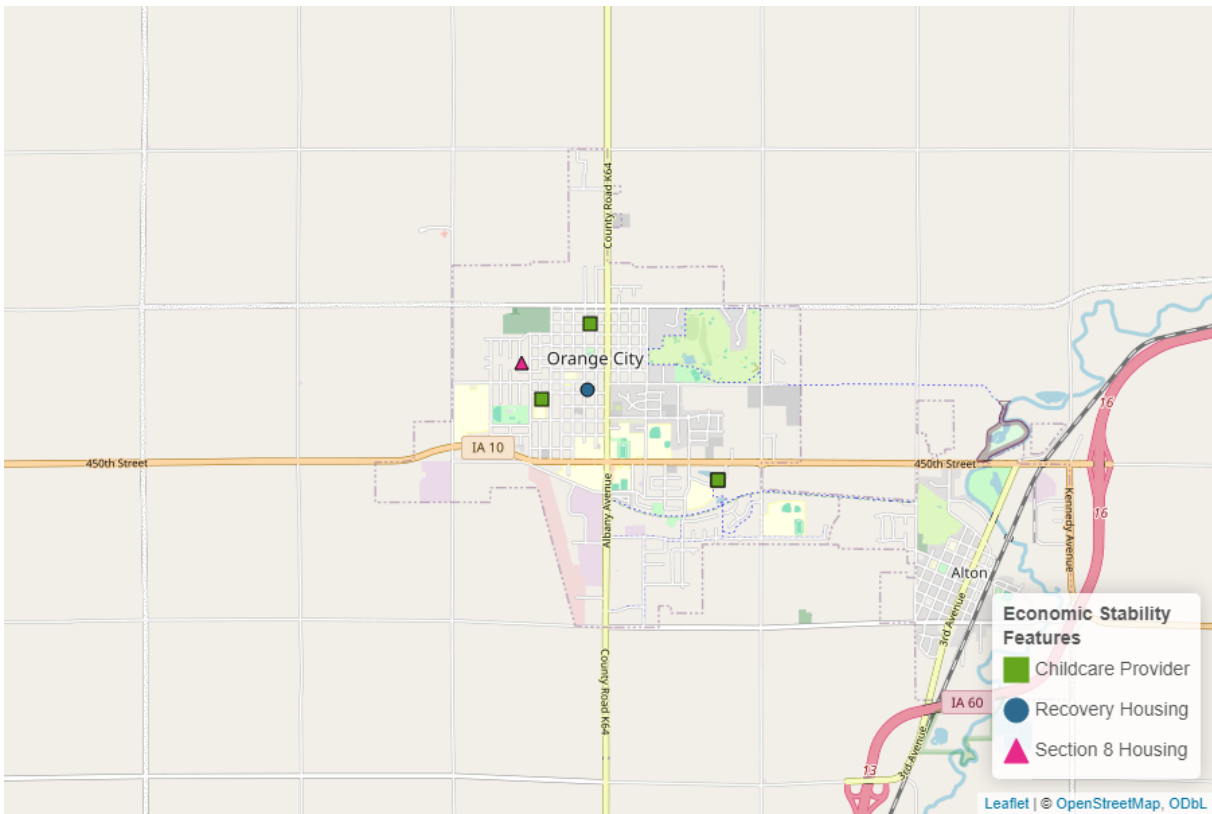 County Road K64
Orange City
16
IA 10
450th Street
450th Street
Albany Avenue
Kennedy Avenue
16
Alton
3rd Avenue
County Road K64
IA 60
3rd Avenue
13
Economic Stability
Features
Childcare Provider
Recovery Housing
Section 8 Housing
Leaflet | © OpenStreetMap, ODbL